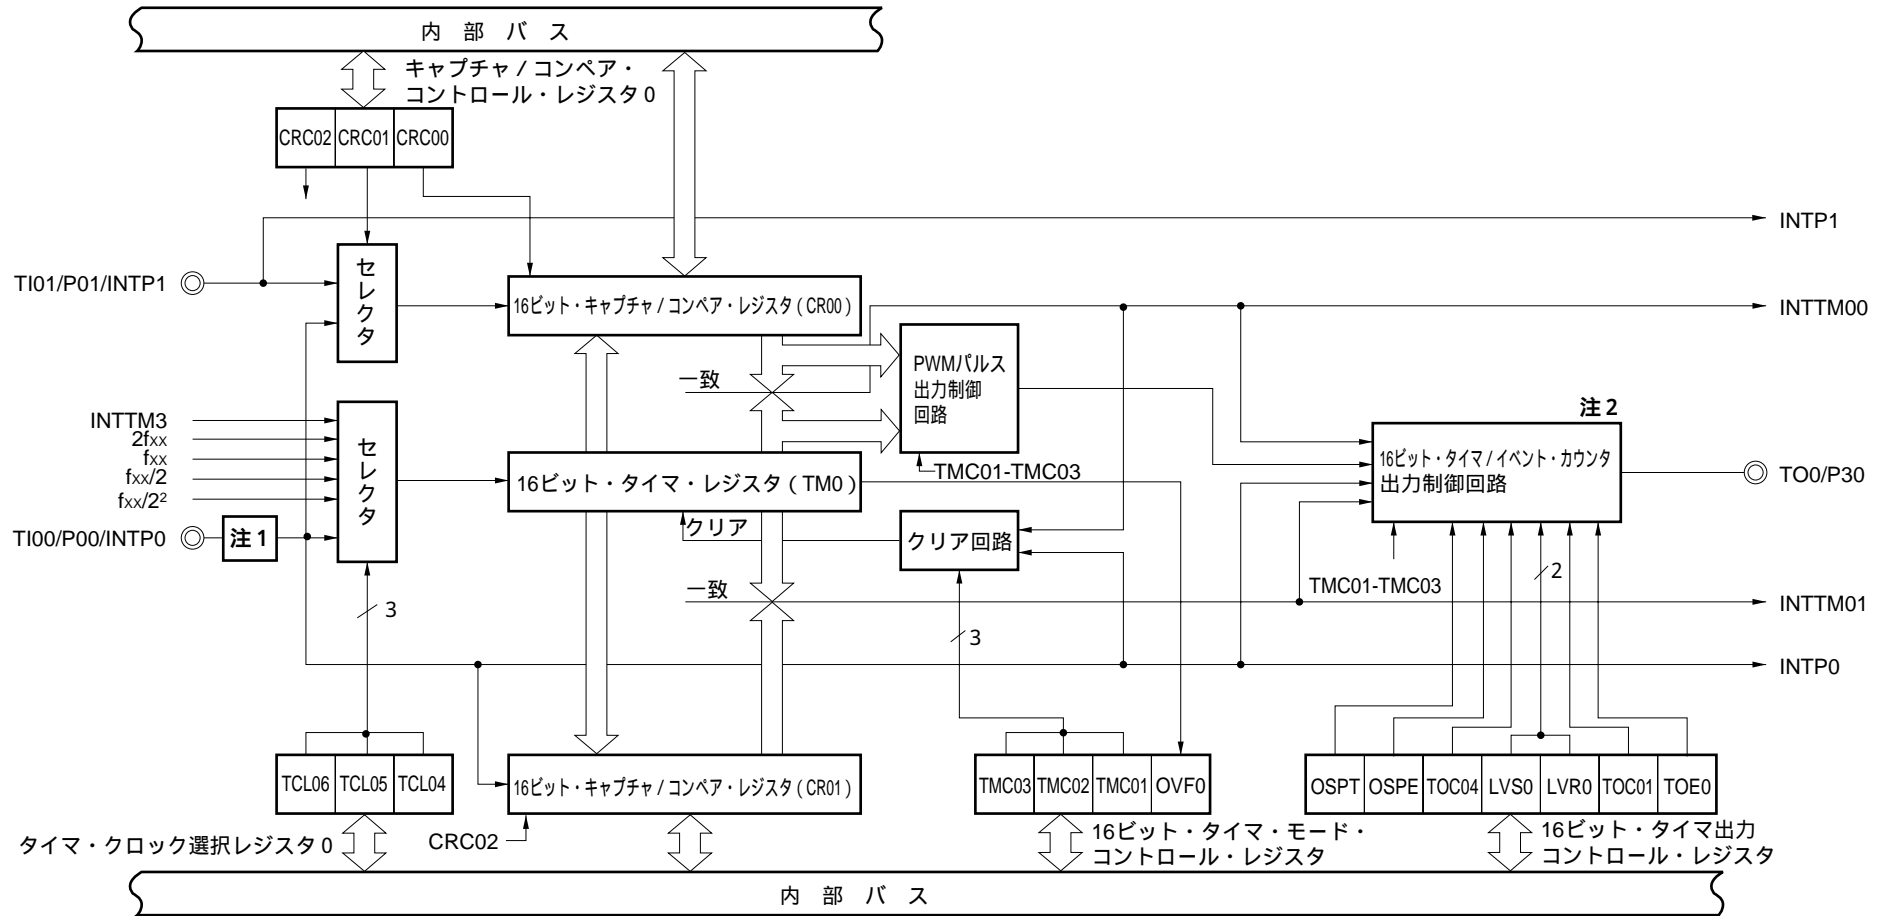 内 部 バ ス
キャプチャ / コンペア・
コントロール・レジスタ 0
CRC02 CRC01 CRC00
INTP1
TI01/P01/INTP1
セレクタ
16ビット・キャプチャ / コンペア・レジスタ ( CR00 )
INTTM00
PWMパルス
出力制御
回路
一致
注 2
INTTM3
2fxx
fxx
fxx/2
fxx/2²
セレクタ
16ビット・タイマ・レジスタ ( TM0 )
TMC01-TMC03
16ビット・タイマ / イベント・カウンタ
出力制御回路
TO0/P30
TI00/P00/INTP0
注 1
クリア
クリア回路
TMC01-TMC03
2
一致
INTTM01
3
3
INTP0
TCL06 TCL05 TCL04
16ビット・キャプチャ / コンペア・レジスタ ( CR01 )
TMC03 TMC02 TMC01 OVF0
OSPT OSPE TOC04 LVS0 LVR0 TOC01 TOE0
タイマ・クロック選択レジスタ 0
CRC02
16ビット・タイマ・モード・
コントロール・レジスタ
16ビット・タイマ出力
コントロール・レジスタ
内 部 バ ス